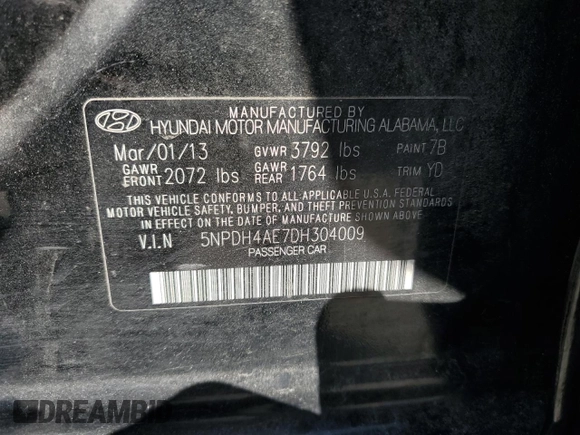 MANUFACTURED BY
HYUNDAI MOTOR MANUFACTURING ALABAMA, LLC
Mar/01/13 GVWR 3792 lbs PAINT 7B
GAWR FRONT 2072 lbs GAWR REAR 1764 lbs TRIM YD
THIS VEHICLE CONFORMS TO ALL APPLICABLE U.S.A. FEDERAL
MOTOR VEHICLE SAFETY, BUMPER, AND THEFT PREVENTION STANDARDS
IN EFFECT ON THE DATE OF MANUFACTURE SHOWN ABOVE.
V.I.N 5NPDH4AE7DH304009
PASSENGER CAR
DREAMBID